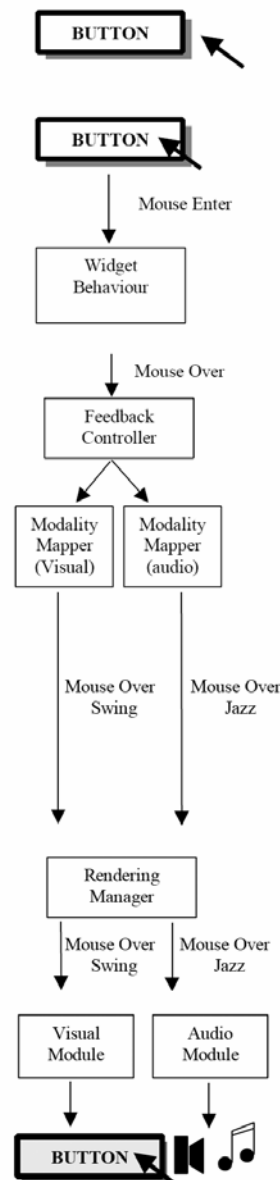 BUTTON
BUTTON
Mouse Enter
Widget
Behaviour
Mouse Over
Feedback
Controller
Modality
Mapper
(Visual)
Modality
Mapper
(audio)
Mouse Over
Swing
Mouse Over
Jazz
Rendering
Manager
Mouse Over
Swing
Mouse Over
Jazz
Visual
Module
Audio
Module
BUTTON